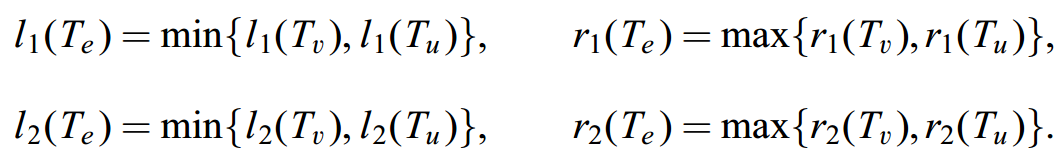 l₁(Tₑ) = min{l₁(Tᵥ), l₁(Tᵤ)}, r₁(Tₑ) = max{r₁(Tᵥ), r₁(Tᵤ)},
l₂(Tₑ) = min{l₂(Tᵥ), l₂(Tᵤ)}, r₂(Tₑ) = max{r₂(Tᵥ), r₂(Tᵤ)}.